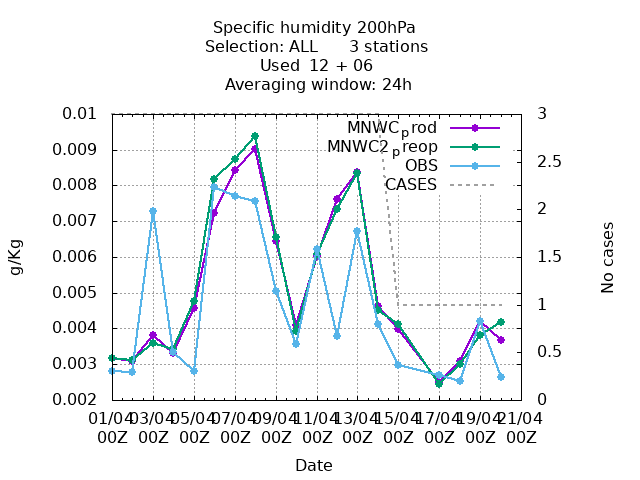 Specific humidity 200hPa
Selection: ALL      3 stations
Used  12 + 06
Averaging window: 24h
0.01
0.009
0.008
0.007
0.006
0.005
0.004
0.003
0.002
g/Kg
MNWC_prod
MNWC2_preop
OBS
CASES
3
2.5
2
1.5
1
0.5
0
No cases
01/04 03/04 05/04 07/04 09/04 11/04 13/04 15/04 17/04 19/04 21/04
00Z 00Z 00Z 00Z 00Z 00Z 00Z 00Z 00Z 00Z 00Z
Date